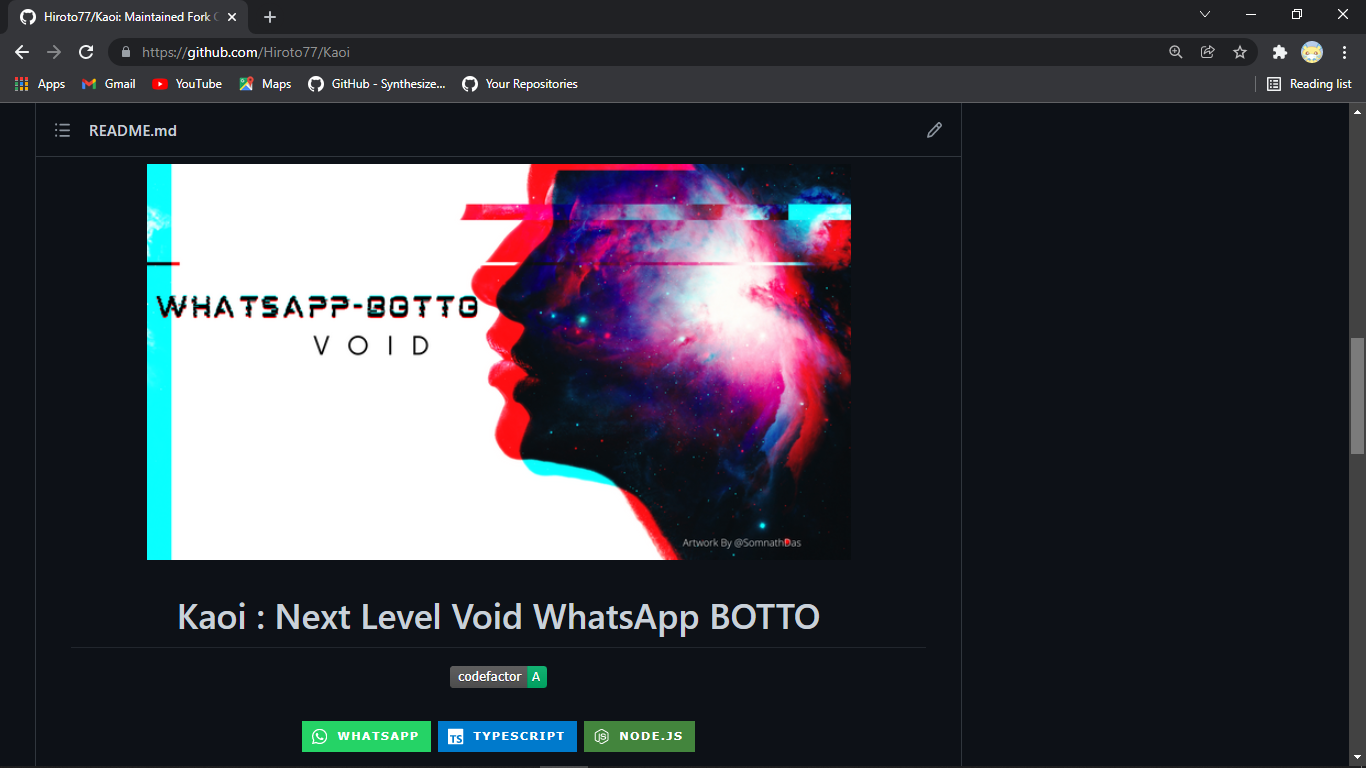 Hiroto77/Kaoi: Maintained Fork
https://github.com/Hiroto77/Kaoi
Apps Gmail YouTube Maps GitHub - Synthesize... Your Repositories Reading list
README.md
WHATSAPP-BOTTO
VOID
Artwork By @SomnathDas
Kaoi : Next Level Void WhatsApp BOTTO
codefactor A
WHATSAPP TS TYPESCRIPT JS NODE.JS